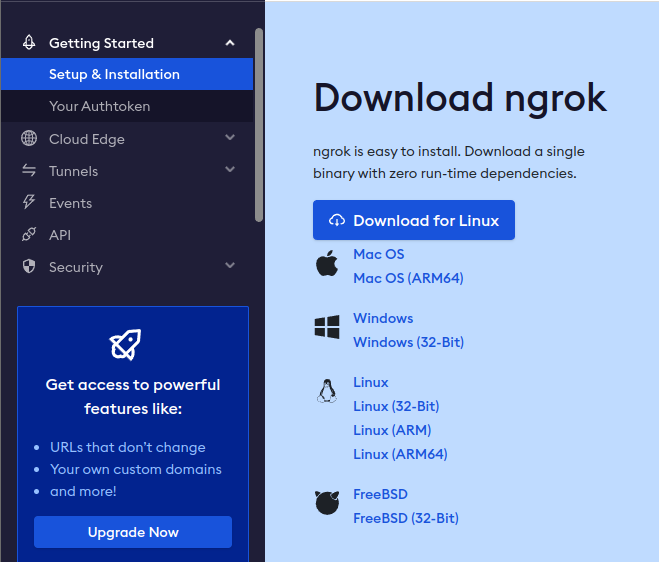 Getting Started
Setup & Installation
Your Authtoken
Cloud Edge
Tunnels
Events
API
Security
Get access to powerful
features like:
• URLs that don't change
• Your own custom domains
• and more!
Upgrade Now
Download ngrok
ngrok is easy to install. Download a single
binary with zero run-time dependencies.
Download for Linux
Mac OS
Mac OS (ARM64)
Windows
Windows (32-Bit)
Linux
Linux (32-Bit)
Linux (ARM)
Linux (ARM64)
FreeBSD
FreeBSD (32-Bit)